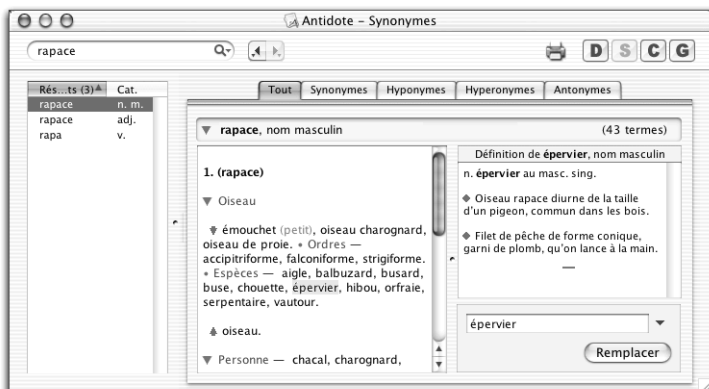 Antidote – Synonymes
rapace
D S C G
Rés...ts (3) Cat.
rapace n. m.
rapace adj.
rapa v.
Tout Synonymes Hyponymes Hyperonymes Antonymes
rapace, nom masculin (43 termes)
1. (rapace)
Oiseau
émouchet (petit), oiseau charognard,
oiseau de proie. • Ordres —
accipitriforme, falconiforme, strigiforme.
• Espèces — aigle, balbuzard, busard,
buse, chouette, épervier, hibou, orfraie,
serpentaire, vautour.
oiseau.
Personne — chacal, charognard,
Définition de épervier, nom masculin
n. épervier au masc. sing.
Oiseau rapace diurne de la taille
d'un pigeon, commun dans les bois.
Filet de pêche de forme conique,
garni de plomb, qu'on lance à la main.
épervier
Remplacer